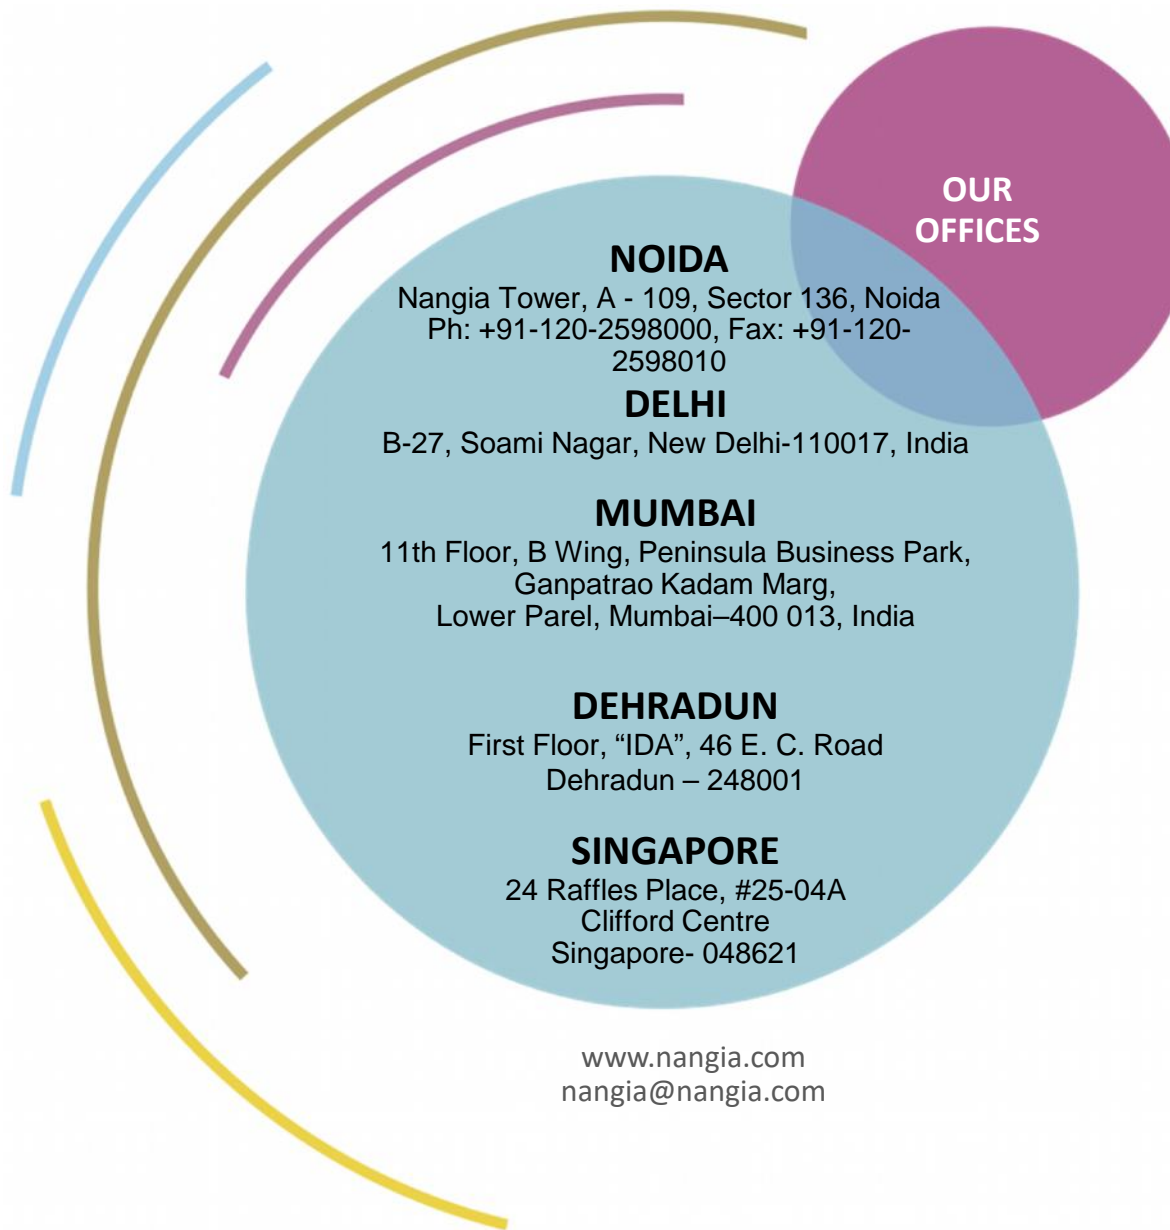 OUR
OFFICES
NOIDA
Nangia Tower, A - 109, Sector 136, Noida
Ph: +91-120-2598000, Fax: +91-120-
2598010
DELHI
B-27, Soami Nagar, New Delhi-110017, India
MUMBAI
11th Floor, B Wing, Peninsula Business Park,
Ganpatrao Kadam Marg,
Lower Parel, Mumbai–400 013, India
DEHRADUN
First Floor, “IDA”, 46 E. C. Road
Dehradun – 248001
SINGAPORE
24 Raffles Place, #25-04A
Clifford Centre
Singapore- 048621
www.nangia.com
nangia@nangia.com